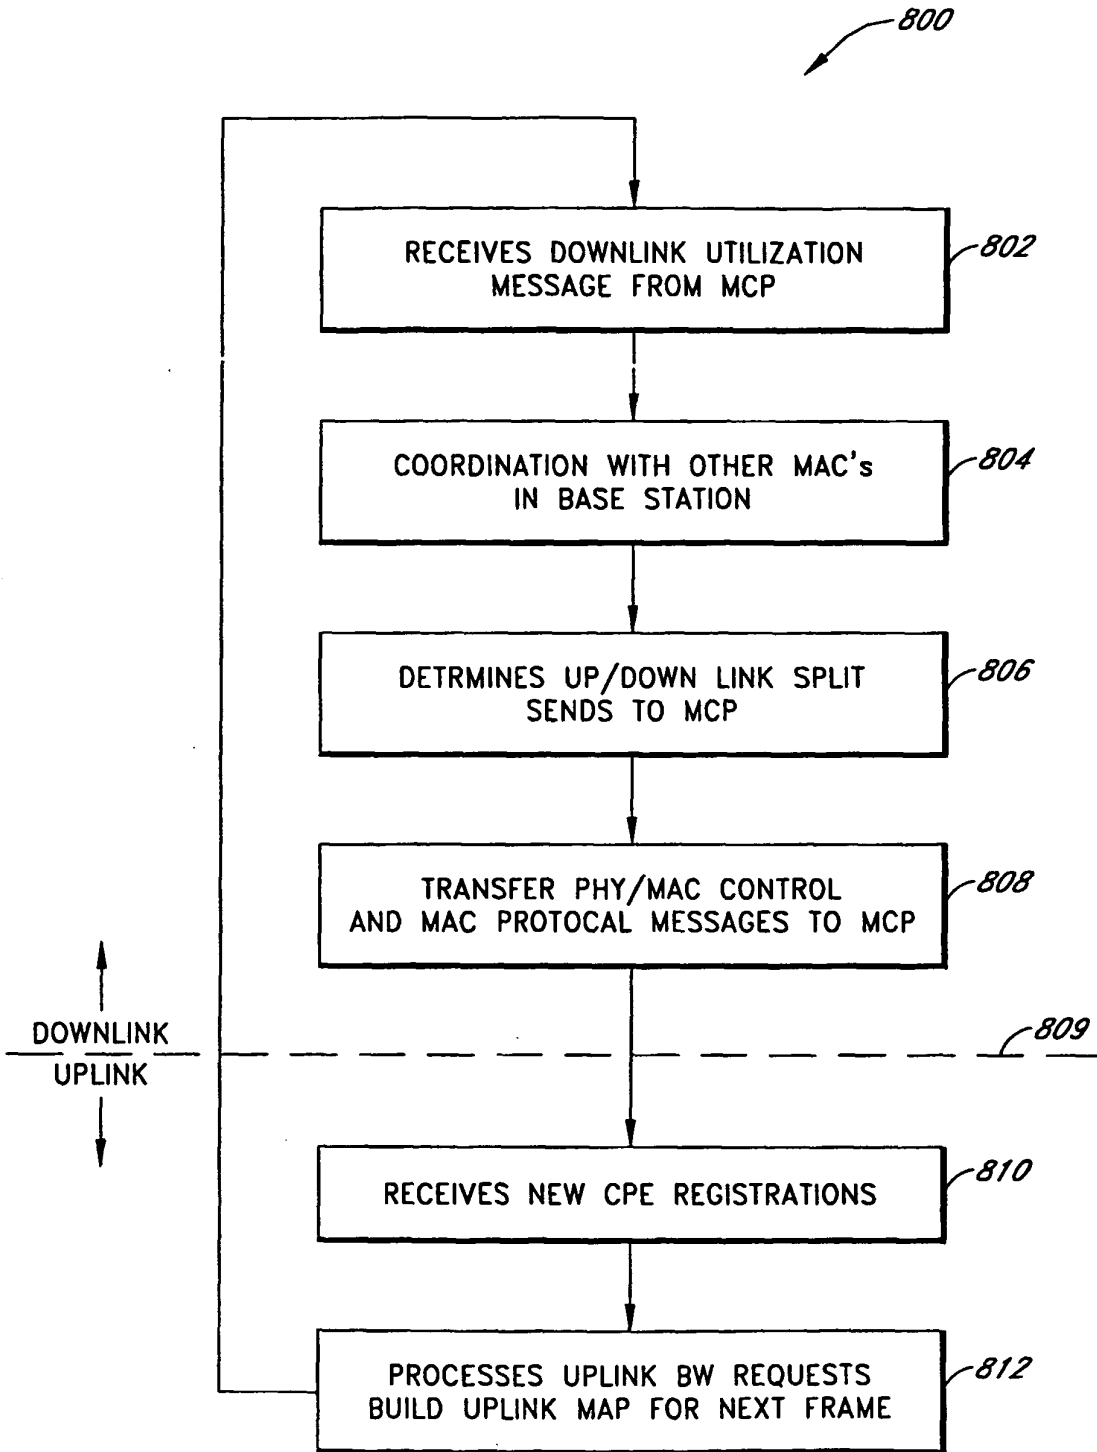 800
RECEIVES DOWNLINK UTILIZATION
MESSAGE FROM MCP
802
COORDINATION WITH OTHER MAC's
IN BASE STATION
804
DETRMINES UP/DOWN LINK SPLIT
SENDS TO MCP
806
TRANSFER PHY/MAC CONTROL
AND MAC PROTOCAL MESSAGES TO MCP
808
DOWNLINK
UPLINK
809
RECEIVES NEW CPE REGISTRATIONS
810
PROCESSES UPLINK BW REQUESTS
BUILD UPLINK MAP FOR NEXT FRAME
812